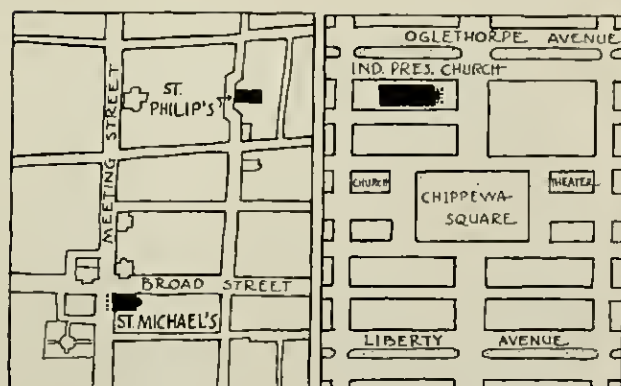 ST.
PHILIP'S
MEETING STREET
BROAD STREET
ST. MICHAEL'S
OGLETHORPE AVENUE
IND. PRES. CHURCH
CHURCH
CHIPPEWA
SQUARE
THEATER
LIBERTY AVENUE